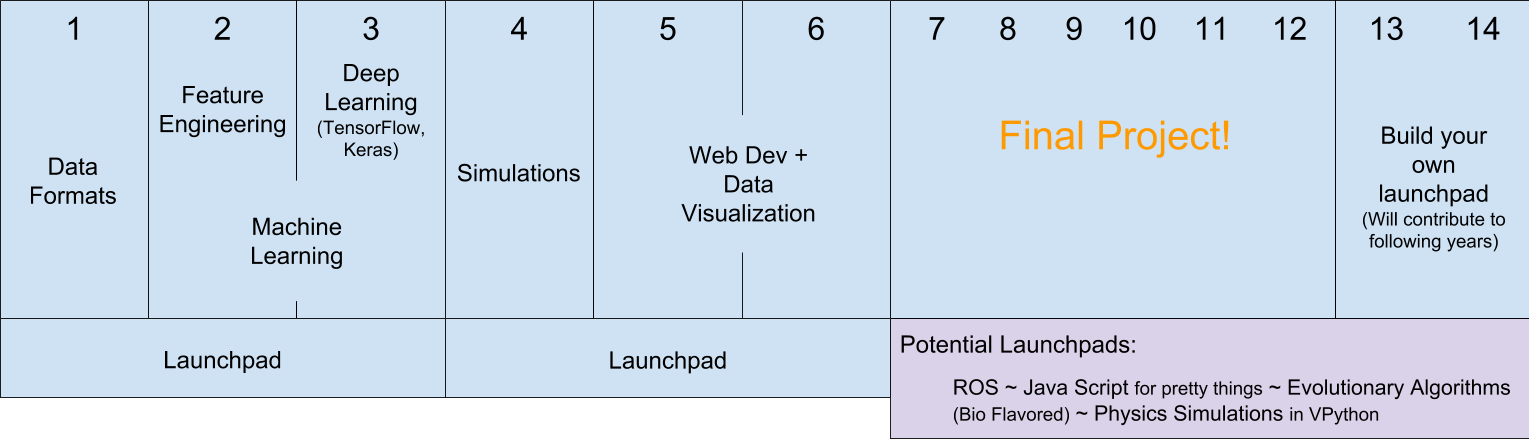 1
2
3
4
5
6
7
8
9
10
11
12
13
14
Data
Formats
Feature
Engineering
Deep
Learning
(TensorFlow,
Keras)
Machine
Learning
Simulations
Web Dev +
Data
Visualization
Final Project!
Build your
own
launchpad
(Will contribute to
following years)
Launchpad
Launchpad
Potential Launchpads:
ROS ~ Java Script for pretty things ~ Evolutionary Algorithms
(Bio Flavored) ~ Physics Simulations in VPython